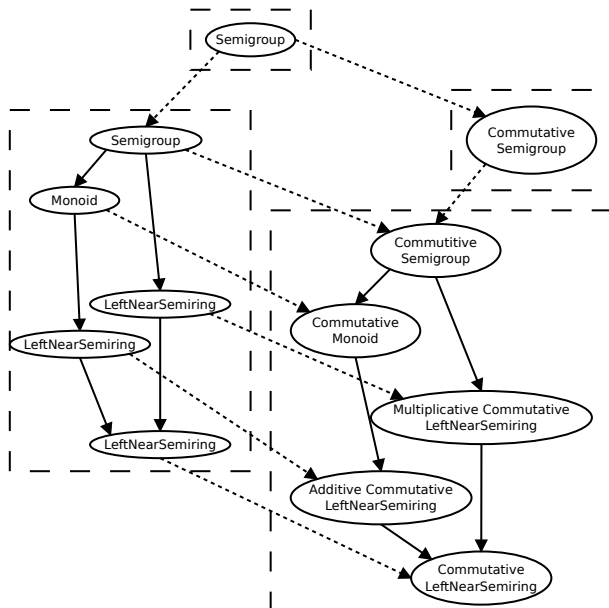 Semigroup
Commutative
Semigroup
Semigroup
Monoid
Commutitive
Semigroup
LeftNearSemiring
Commutative
Monoid
LeftNearSemiring
Multiplicative Commutative
LeftNearSemiring
LeftNearSemiring
Additive Commutative
LeftNearSemiring
Commutative
LeftNearSemiring